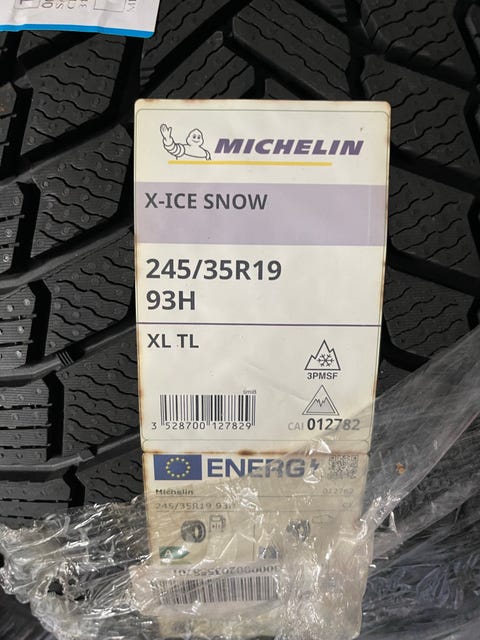 MICHELIN
X-ICE SNOW
245/35R19
93H
XL TL
3PMSF
3 528700 127829
CAI 012782
ENERG
Michelin
012782
245/35R19 93H